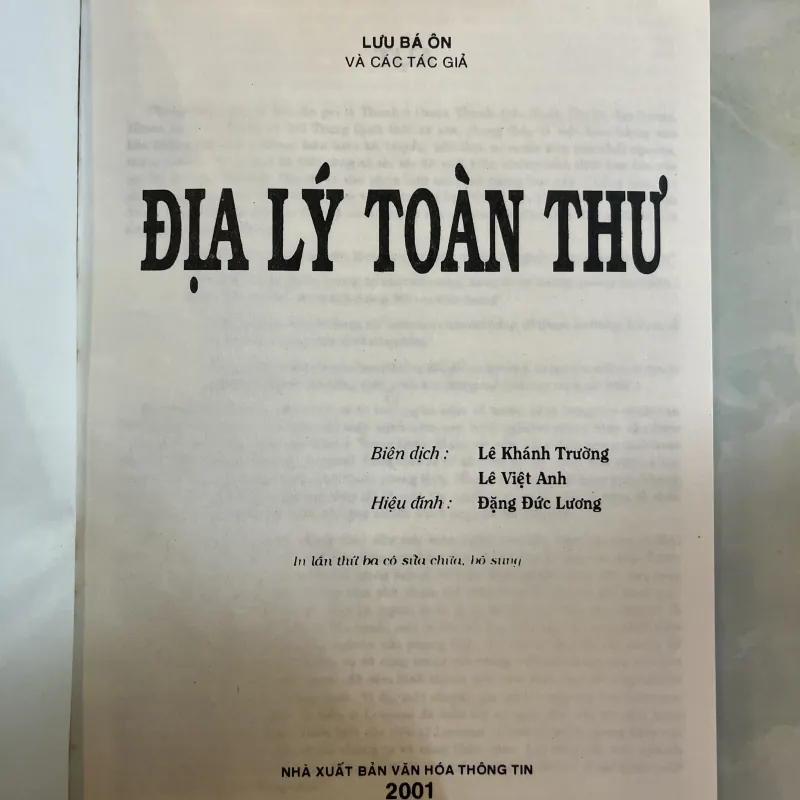 LƯU BÁ ÔN
VÀ CÁC TÁC GIẢ
ĐỊA LÝ TOÀN THƯ
Biên dịch : Lê Khánh Trường
Lê Việt Anh
Hiệu đính : Đặng Đức Lương
In lần thứ ba có sửa chữa, bổ sung
NHÀ XUẤT BẢN VĂN HÓA THÔNG TIN
2001